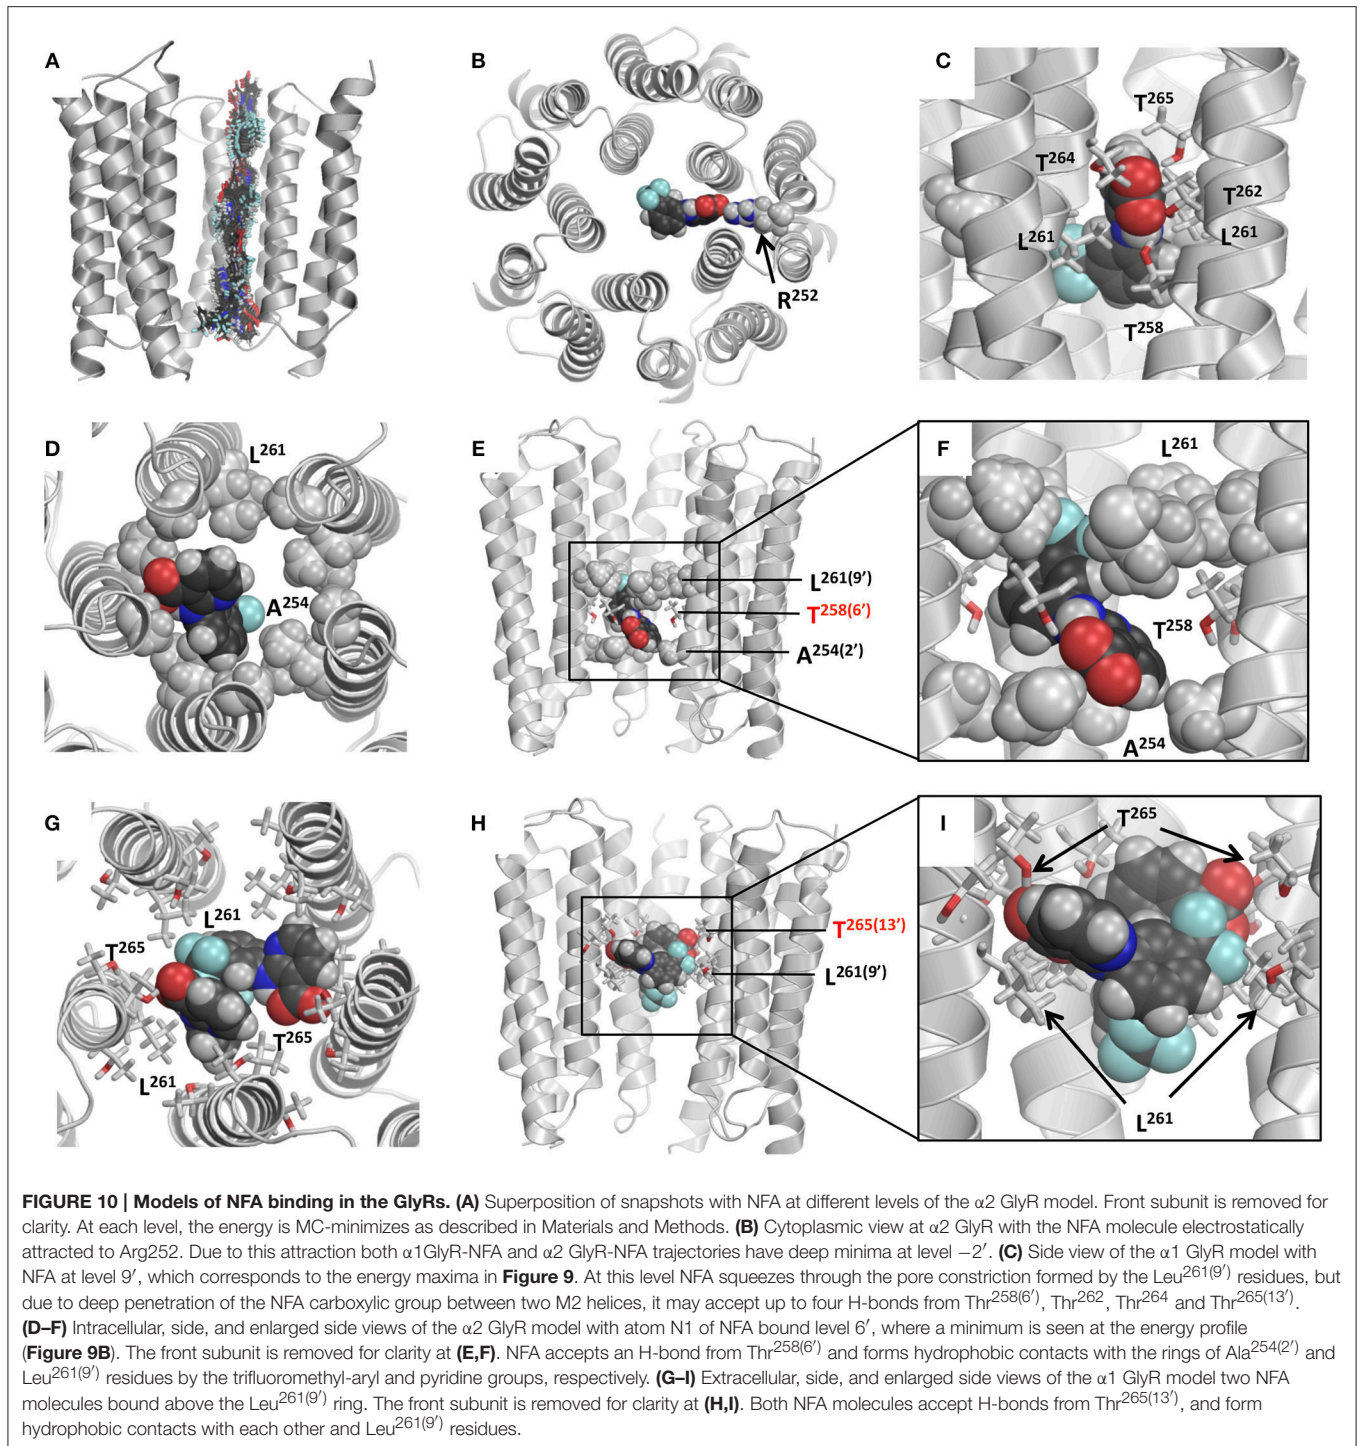 A
B
C
T265
T264
T262
L261
L261
R252
T258
D
L261
E
F
L261
A254
L261(9′)
T258(6′)
T258
A254(2′)
A254
G
H
I
T265
L261
T265(13′)
T265
L261(9′)
T265
L261
L261
FIGURE 10 | Models of NFA binding in the GlyRs. (A) Superposition of snapshots with NFA at different levels of the α2 GlyR model. Front subunit is removed for
clarity. At each level, the energy is MC-minimizes as described in Materials and Methods. (B) Cytoplasmic view at α2 GlyR with the NFA molecule electrostatically
attracted to Arg252. Due to this attraction both α1GlyR-NFA and α2 GlyR-NFA trajectories have deep minima at level −2′. (C) Side view of the α1 GlyR model with
NFA at level 9′, which corresponds to the energy maxima in Figure 9. At this level NFA squeezes through the pore constriction formed by the Leu261(9′) residues, but
due to deep penetration of the NFA carboxylic group between two M2 helices, it may accept up to four H-bonds from Thr258(6′), Thr262, Thr264 and Thr265(13′).
(D–F) Intracellular, side, and enlarged side views of the α2 GlyR model with atom N1 of NFA bound level 6′, where a minimum is seen at the energy profile
(Figure 9B). The front subunit is removed for clarity at (E,F). NFA accepts an H-bond from Thr258(6′) and forms hydrophobic contacts with the rings of Ala254(2′) and
Leu261(9′) residues by the trifluoromethyl-aryl and pyridine groups, respectively. (G–I) Extracellular, side, and enlarged side views of the α1 GlyR model two NFA
molecules bound above the Leu261(9′) ring. The front subunit is removed for clarity at (H,I). Both NFA molecules accept H-bonds from Thr265(13′), and form
hydrophobic contacts with each other and Leu261(9′) residues.